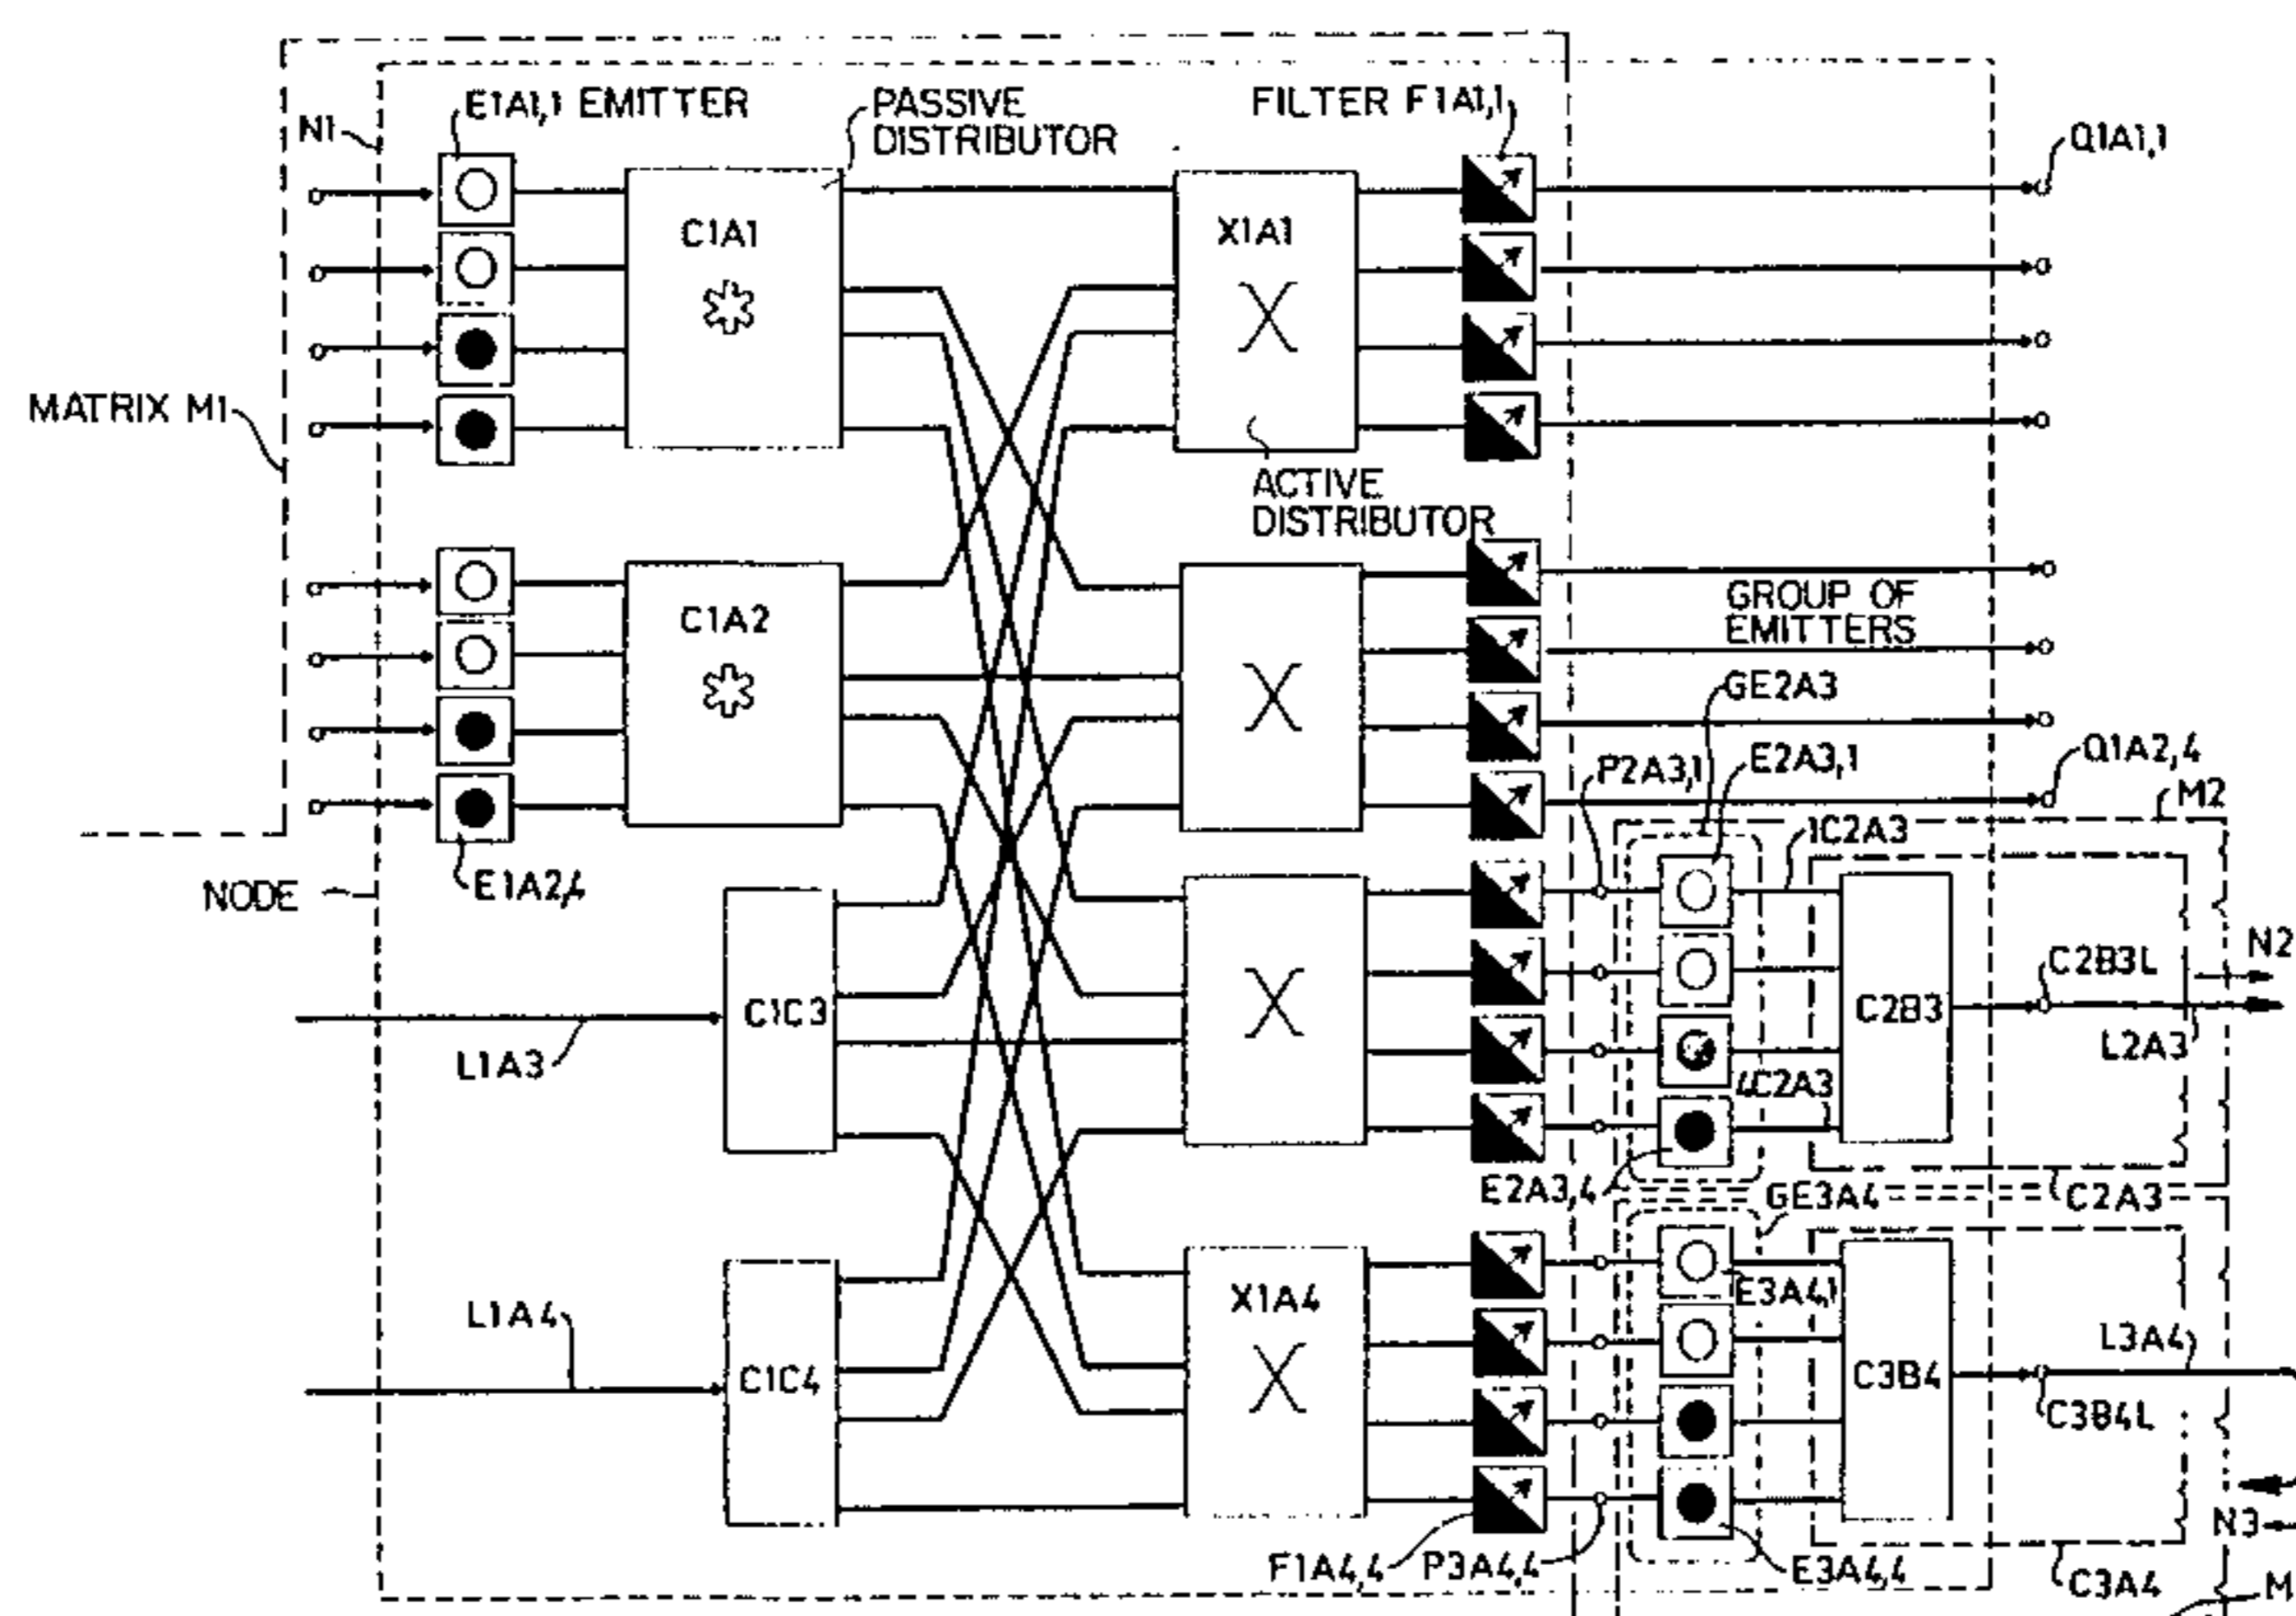 E1A1,1 EMITTER
PASSIVE
DISTRIBUTOR
FILTER F1A1,1
N1
Q1A1,1
C1A1
X1A1
MATRIX M1
ACTIVE
DISTRIBUTOR
GROUP OF
EMITTERS
C1A2
GE2A3
E2A3,1
P2A3,1
Q1A2,4
M2
1C2A3
E1A2,4
NODE
N2
C2B3L
C1C3
C2B3
L2A3
L1A3
4C2A3
E2A3,4
GE3A4
C2A3
E3A4,1
X1A4
L1A4
L3A4
C1C4
C3B4
C3B4L
N3
F1A4,4
P3A4,4
E3A4,4
C3A4
M